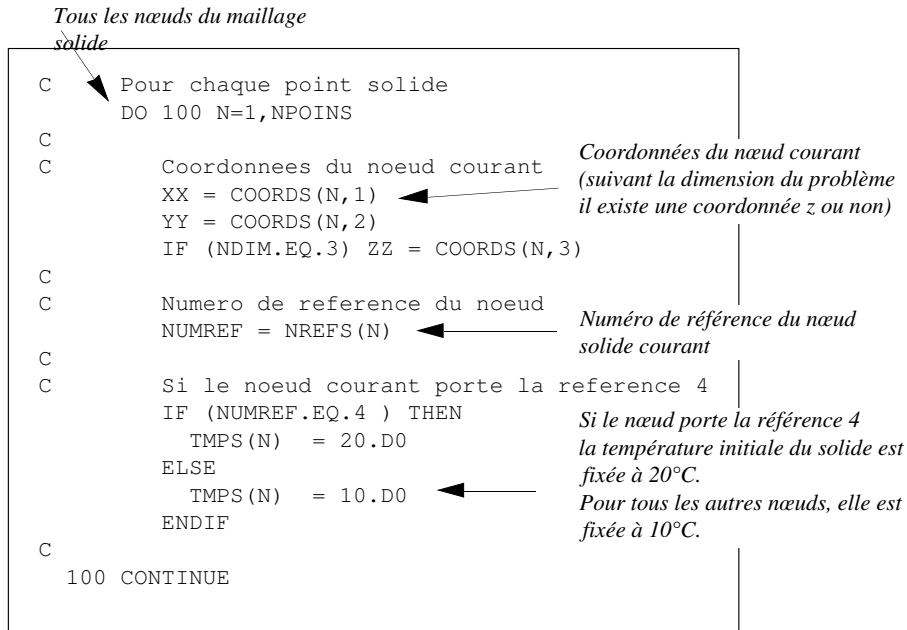 Tous les nœuds du maillage
solide
C Pour chaque point solide
DO 100 N=1,NPOINS
C
C Coordonnees du noeud courant
XX = COORDS(N,1)
YY = COORDS(N,2)
IF (NDIM.EQ.3) ZZ = COORDS(N,3)
Coordonnées du nœud courant
(suivant la dimension du problème
il existe une coordonnée z ou non)
C
C Numero de reference du noeud
NUMREF = NREFS(N)
Numéro de référence du nœud
solide courant
C
C Si le noeud courant porte la reference 4
IF (NUMREF.EQ.4 ) THEN
TMPS(N) = 20.D0
ELSE
TMPS(N) = 10.D0
ENDIF
Si le nœud porte la référence 4
la température initiale du solide est
fixée à 20°C.
Pour tous les autres nœuds, elle est
fixée à 10°C.
C
100 CONTINUE